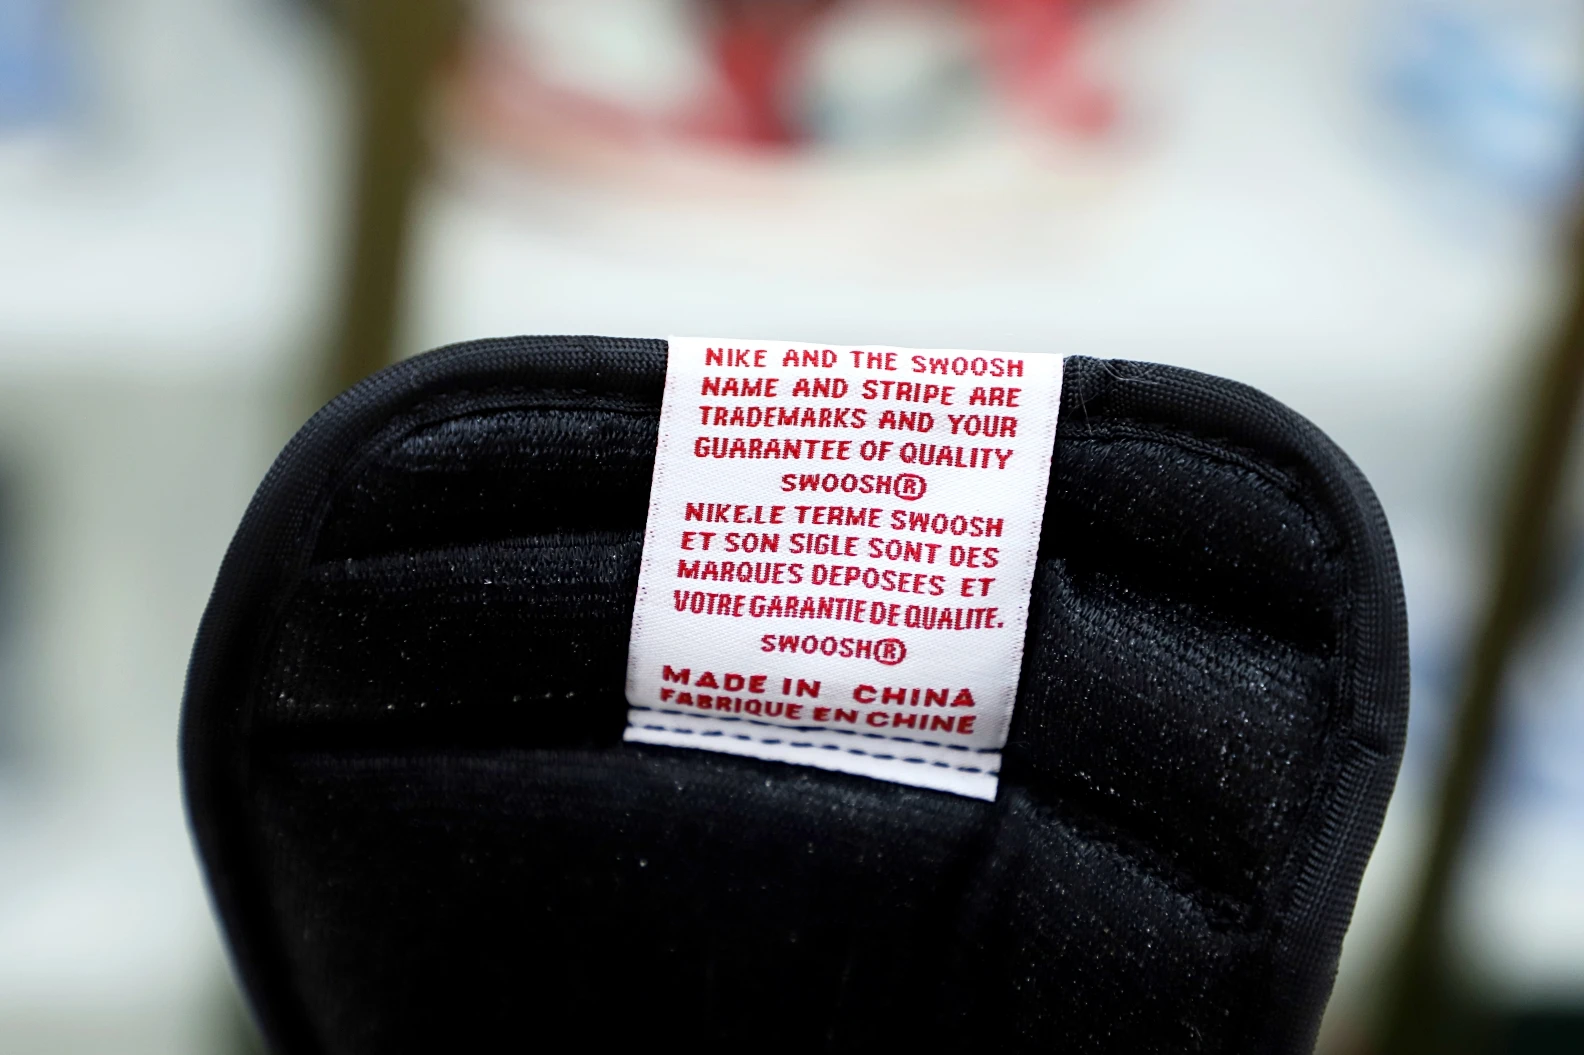 NIKE AND THE SWOOSH
NAME AND STRIPE ARE
TRADEMARKS AND YOUR
GUARANTEE OF QUALITY
SWOOSH®
NIKE.LE TERME SWOOSH
ET SON SIGLE SONT DES
MARQUES DEPOSEES ET
VOTRE GARANTIE DE QUALITE.
SWOOSH®
MADE IN CHINA
FABRIQUE EN CHINE